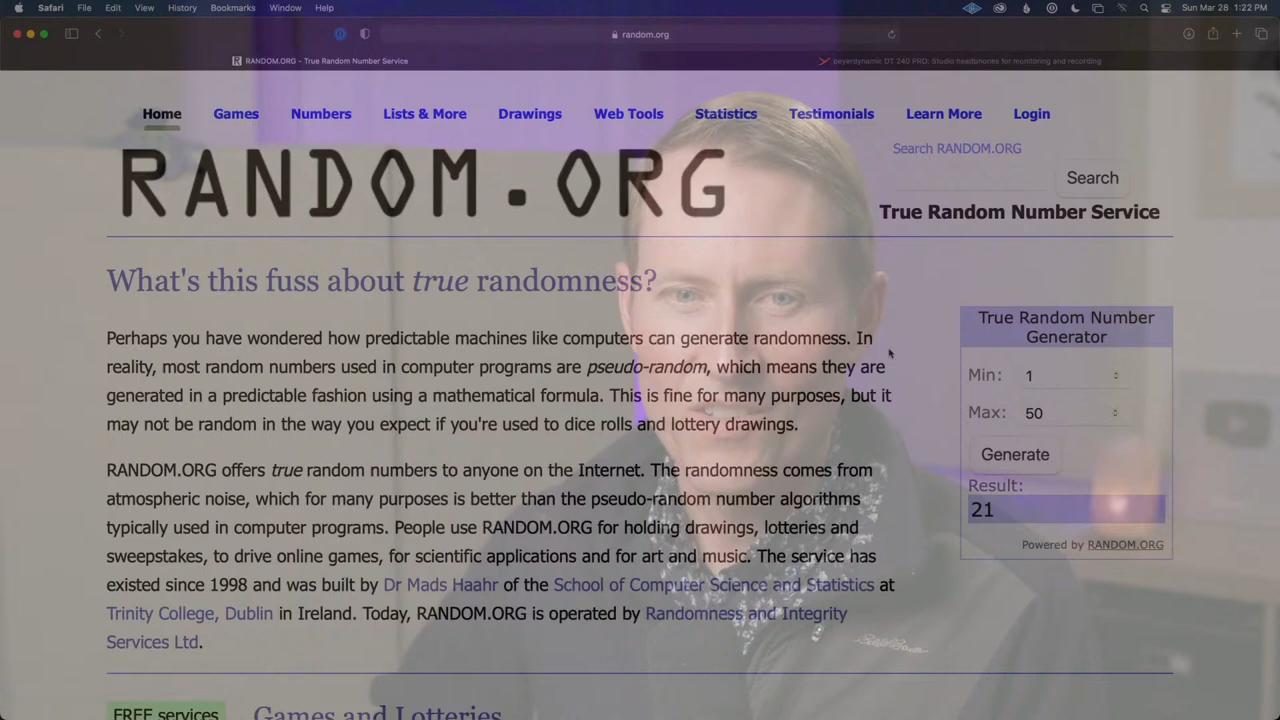 Safari File Edit View History Bookmarks Window Help Sun Mar 28 1:22 PM
random.org
RANDOM.ORG - True Random Number Service
beyerdynamic DT 240 PRO: Studio headphones for monitoring and recording
Home Games Numbers Lists & More Drawings Web Tools Statistics Testimonials Learn More Login
Search RANDOM.ORG
Search
RANDOM.ORG
True Random Number Service
What's this fuss about true randomness?
Perhaps you have wondered how predictable machines like computers can generate randomness. In
reality, most random numbers used in computer programs are pseudo-random, which means they are
generated in a predictable fashion using a mathematical formula. This is fine for many purposes, but it
may not be random in the way you expect if you're used to dice rolls and lottery drawings.
RANDOM.ORG offers true random numbers to anyone on the Internet. The randomness comes from
atmospheric noise, which for many purposes is better than the pseudo-random number algorithms
typically used in computer programs. People use RANDOM.ORG for holding drawings, lotteries and
sweepstakes, to drive online games, for scientific applications and for art and music. The service has
existed since 1998 and was built by Dr Mads Haahr of the School of Computer Science and Statistics at
Trinity College, Dublin in Ireland. Today, RANDOM.ORG is operated by Randomness and Integrity
Services Ltd.
True Random Number
Generator
Min: 1
Max: 50
Generate
Result:
21
Powered by RANDOM.ORG
FREE services
Games and Lotteries